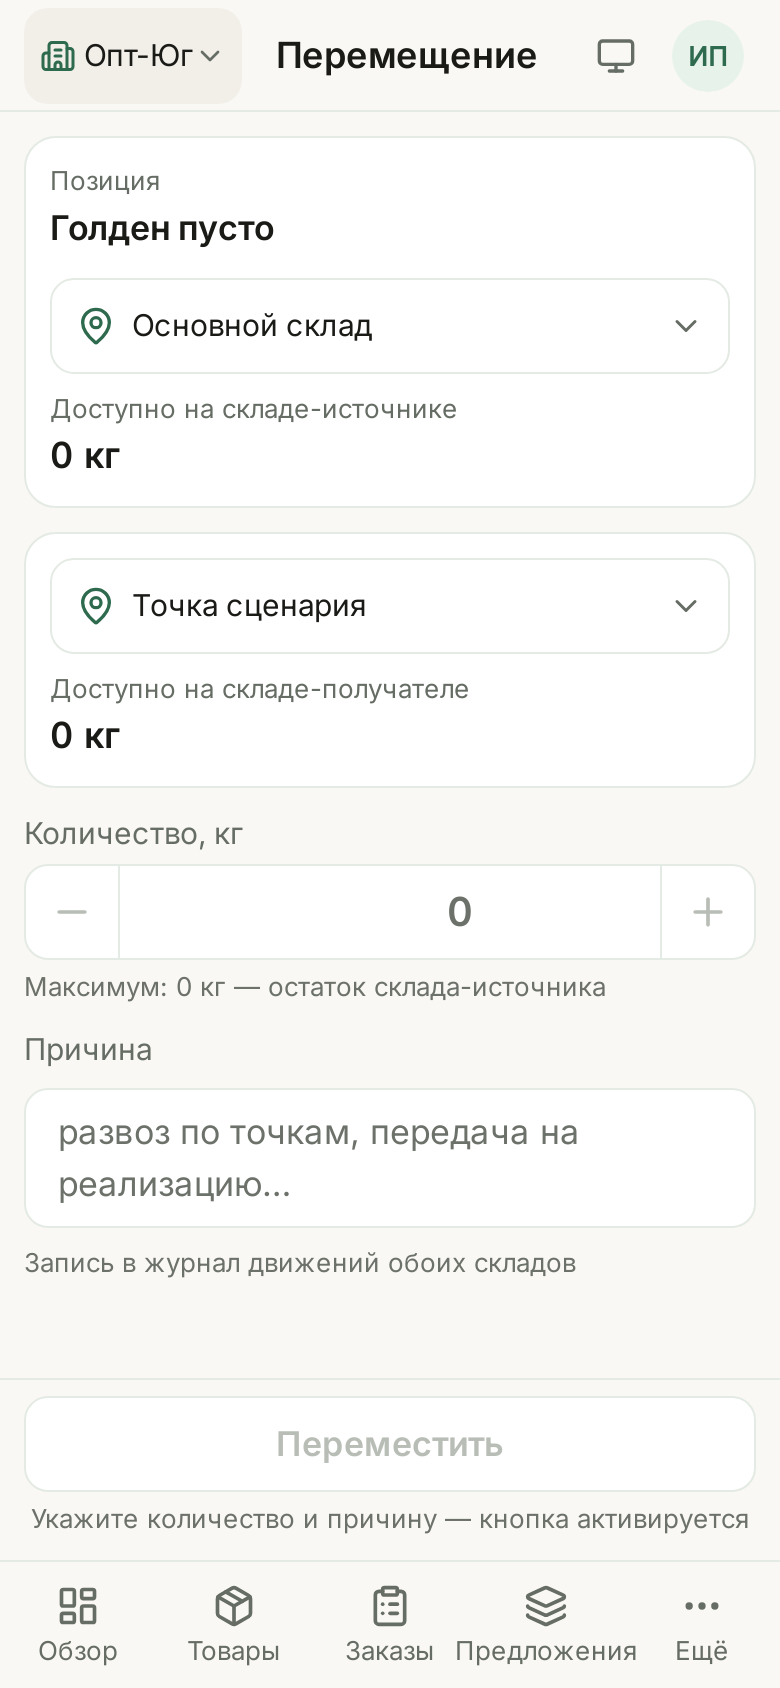 Опт-Юг
Перемещение
ИП
Позиция
Голден пусто
Основной склад
Доступно на складе-источнике
0 кг
Точка сценария
Доступно на складе-получателе
0 кг
Количество, кг
0
Максимум: 0 кг — остаток склада-источника
Причина
развоз по точкам, передача на
реализацию...
Запись в журнал движений обоих складов
Переместить
Укажите количество и причину — кнопка активируется
Обзор Товары Заказы Предложения Ещё